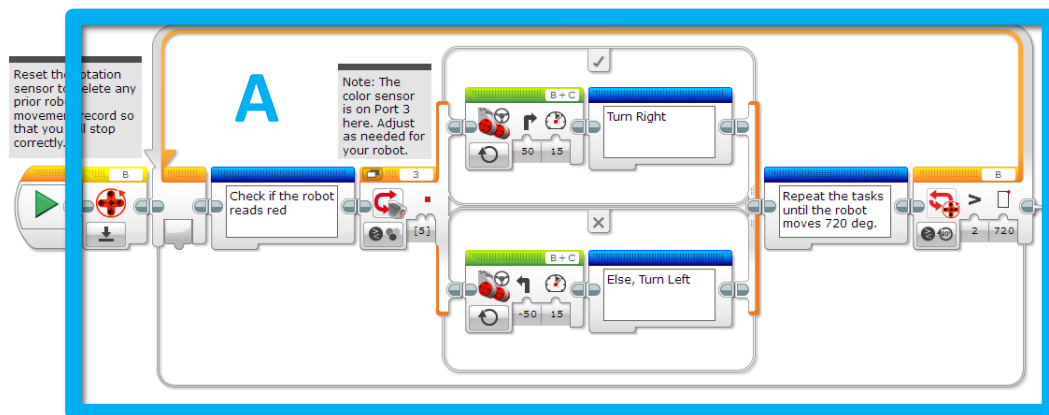 A
Reset the rotation
sensor to delete any
prior robot
movement record so
that you will stop
correctly.
Note: The
color sensor
is on Port 3
here. Adjust
as needed for
your robot.
B + C
Turn Right
50 15
B
Check if the robot
reads red
3
[5]
Repeat the tasks
until the robot
moves 720 deg.
B
>
2 720
B + C
Else, Turn Left
-50 15